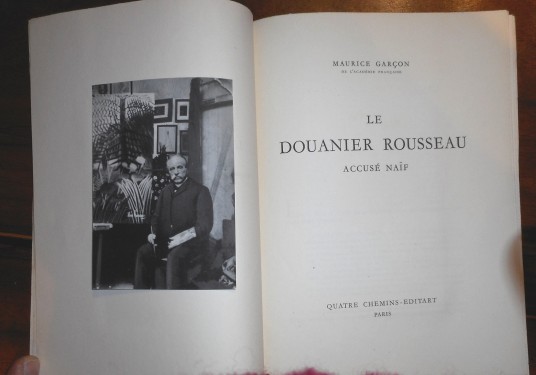 MAURICE GARÇON
DE L'ACADÉMIE FRANÇAISE
LE
DOUANIER ROUSSEAU
ACCUSÉ NAÏF
QUATRE CHEMINS-EDITART
PARIS